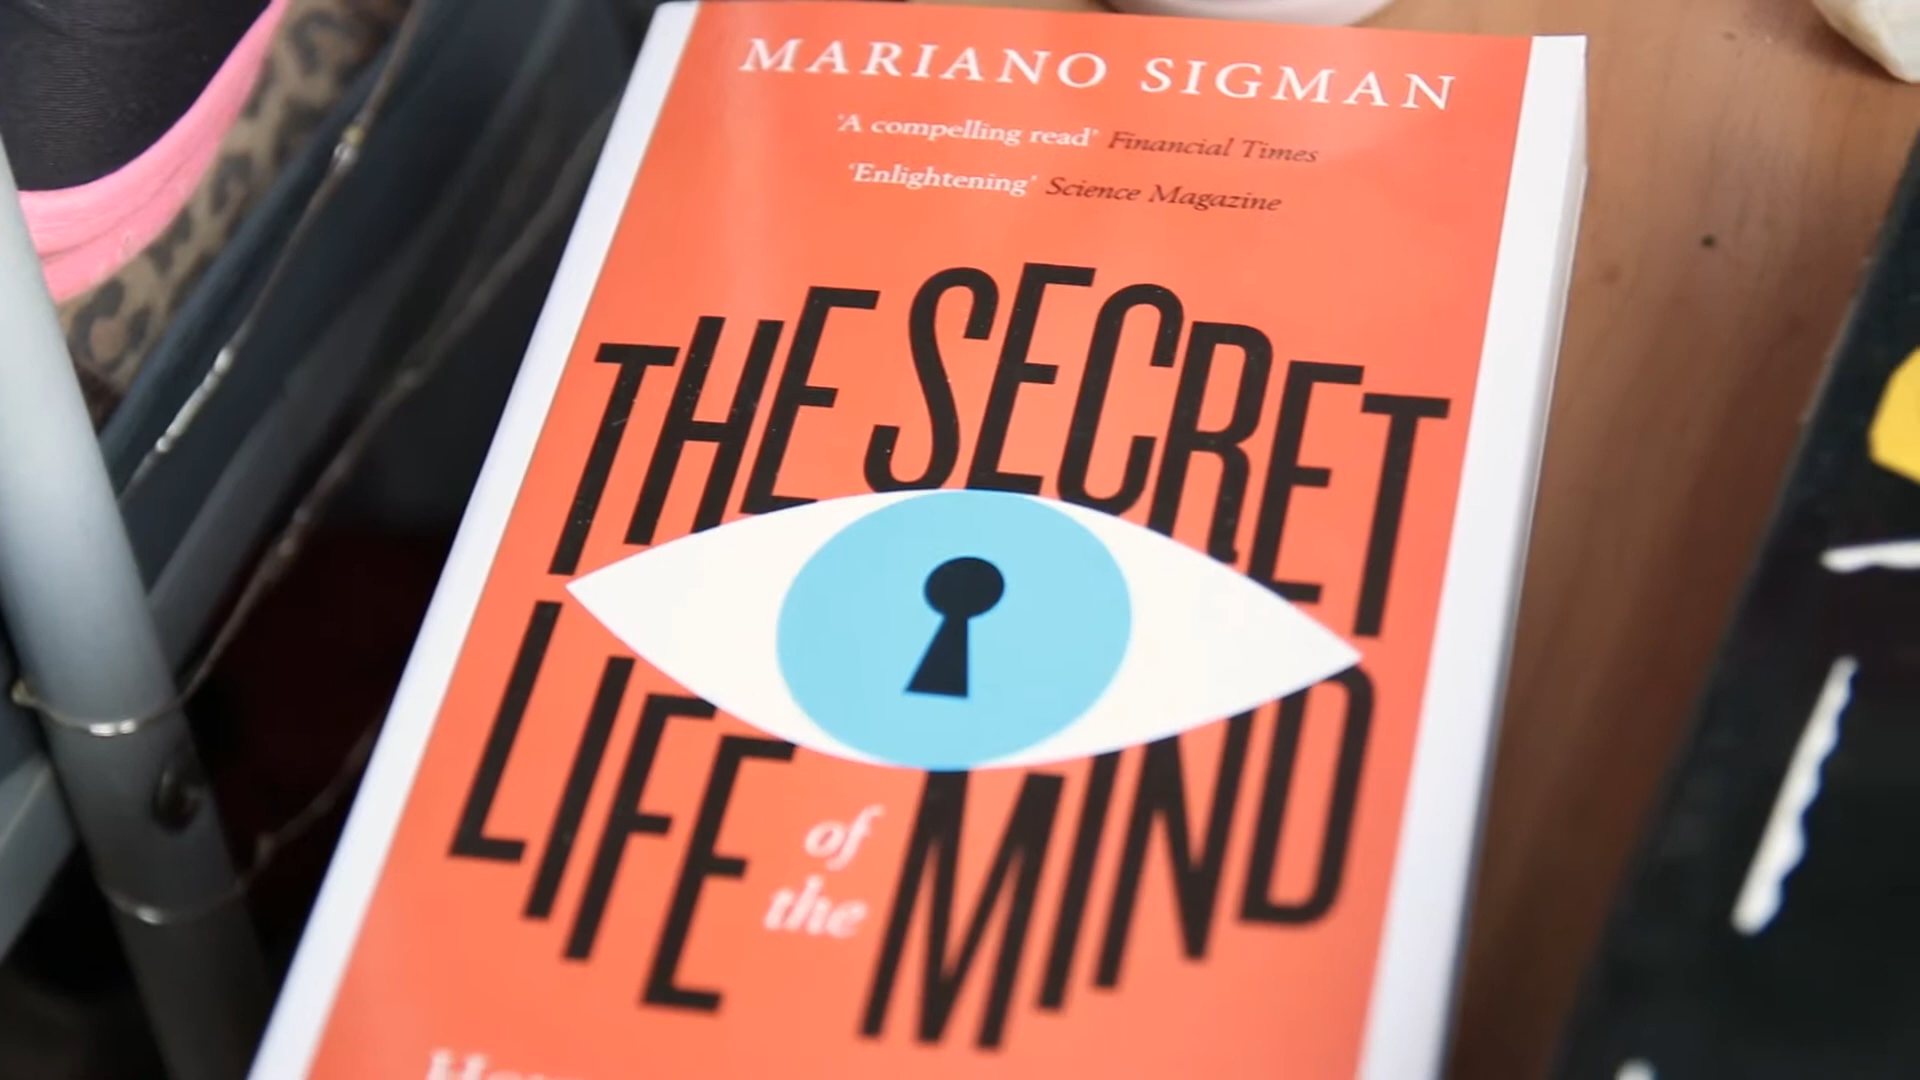 MARIANO SIGMAN
'A compelling read' Financial Times
'Enlightening' Science Magazine
THE SECRET
LIFE of the MIND